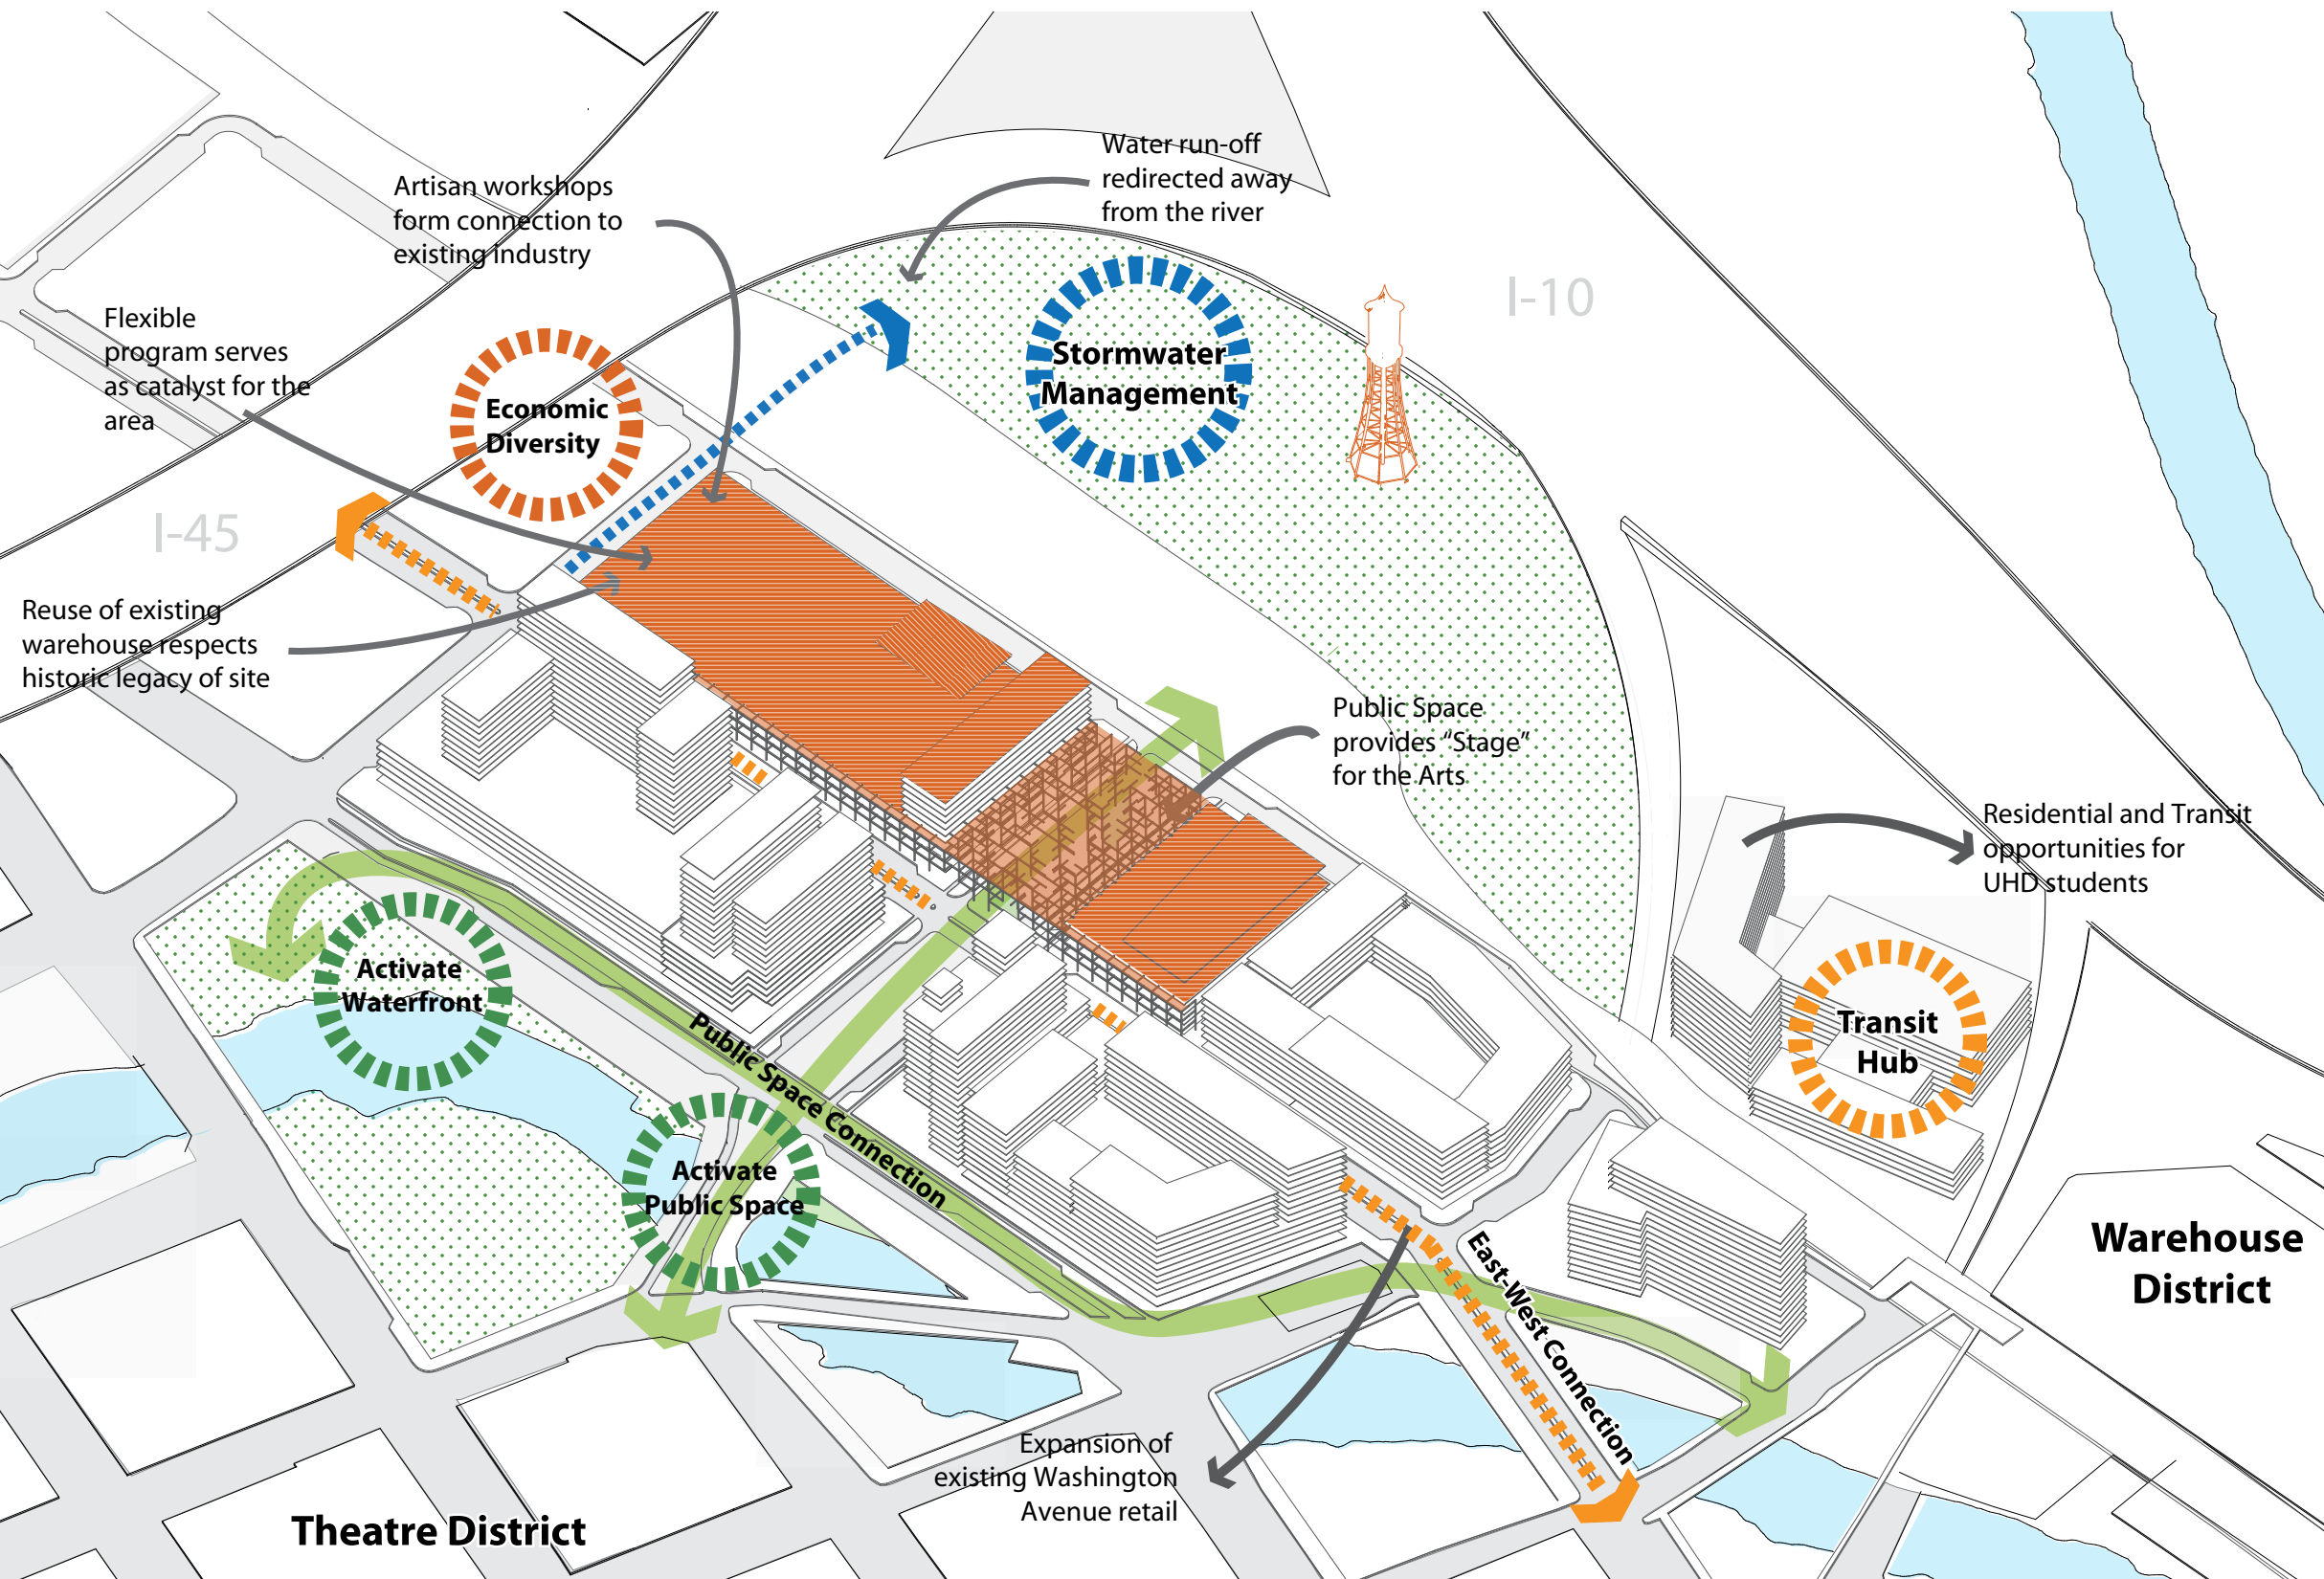 Water run-off
redirected away
from the river
Artisan workshops
form connection to
existing industry
I-10
Flexible
program serves
as catalyst for the
area
Stormwater
Management
Economic
Diversity
I-45
Reuse of existing
warehouse respects
historic legacy of site
Public Space
provides “Stage”
for the Arts
Residential and Transit
opportunities for
UHD students
Activate
Waterfront
Public Space Connection
Transit
Hub
Activate
Public Space
Warehouse
District
East-West Connection
Expansion of
existing Washington
Avenue retail
Theatre District